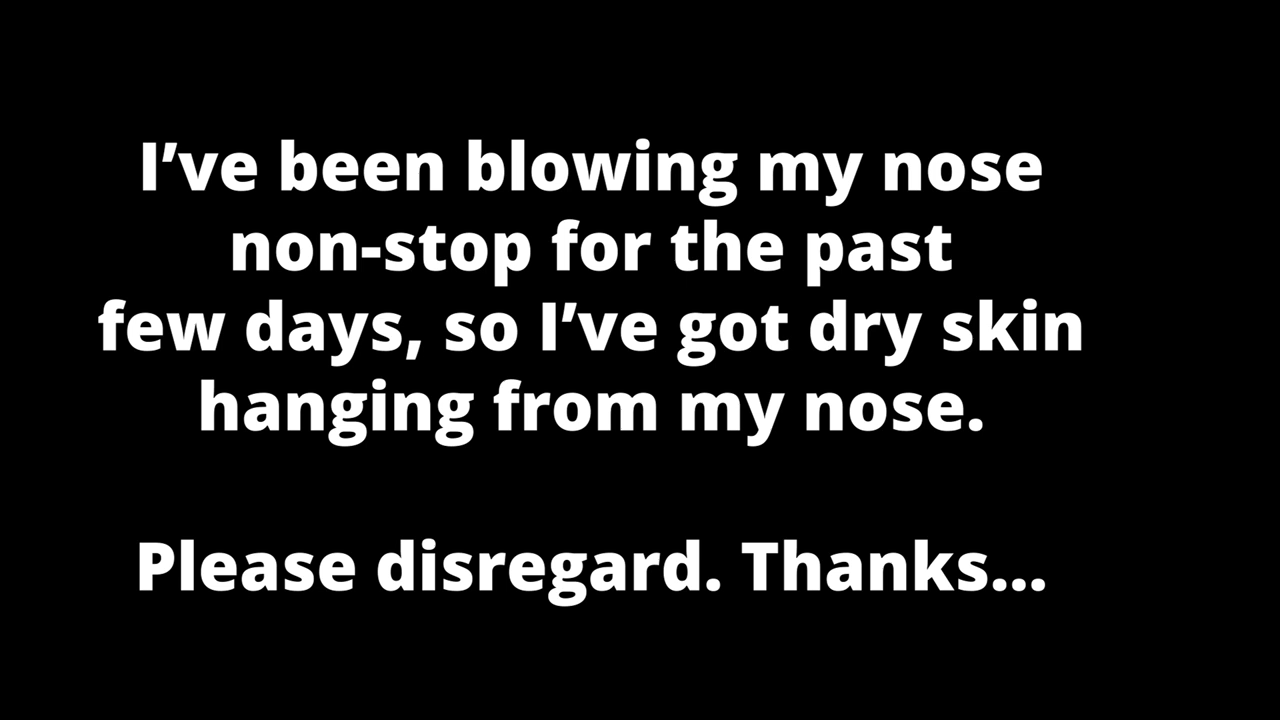 I’ve been blowing my nose
non-stop for the past
few days, so I’ve got dry skin
hanging from my nose.
Please disregard. Thanks...